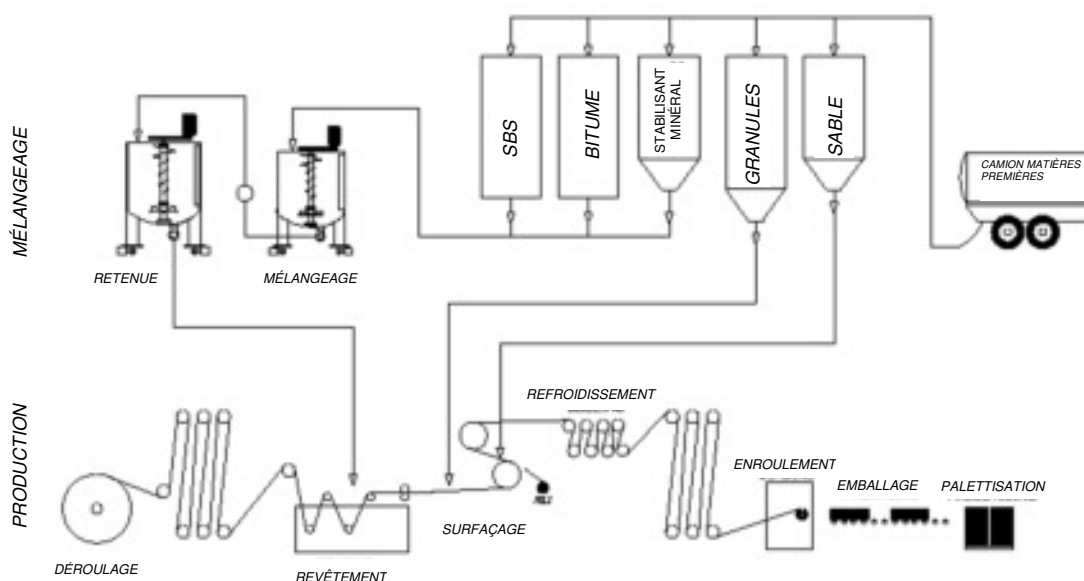 MÉLANGEAGE
SBS
BITUME
STABILISANT
MINÉRAL
GRANULES
SABLE
CAMION MATIÈRES
PREMIÈRES
RETENUE
MÉLANGEAGE
PRODUCTION
REFROIDISSEMENT
ENROULEMENT
EMBALLAGE
PALETTISATION
SURFAÇAGE
DÉROULAGE
REVÊTEMENT